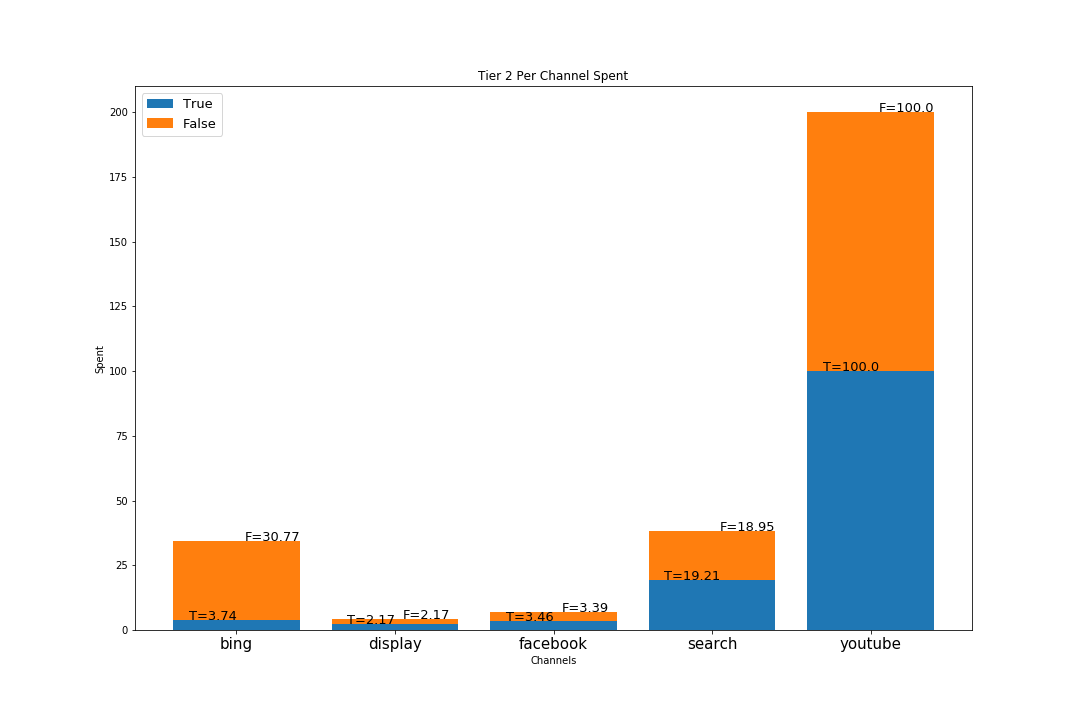 Tier 2 Per Channel Spent
True
False
200
175
150
125
100
75
50
25
0
Spent
F=100.0
T=100.0
F=30.77
T=3.74
T=2.17
F=2.17
T=3.46
F=3.39
F=18.95
T=19.21
bing
display
facebook
search
youtube
Channels